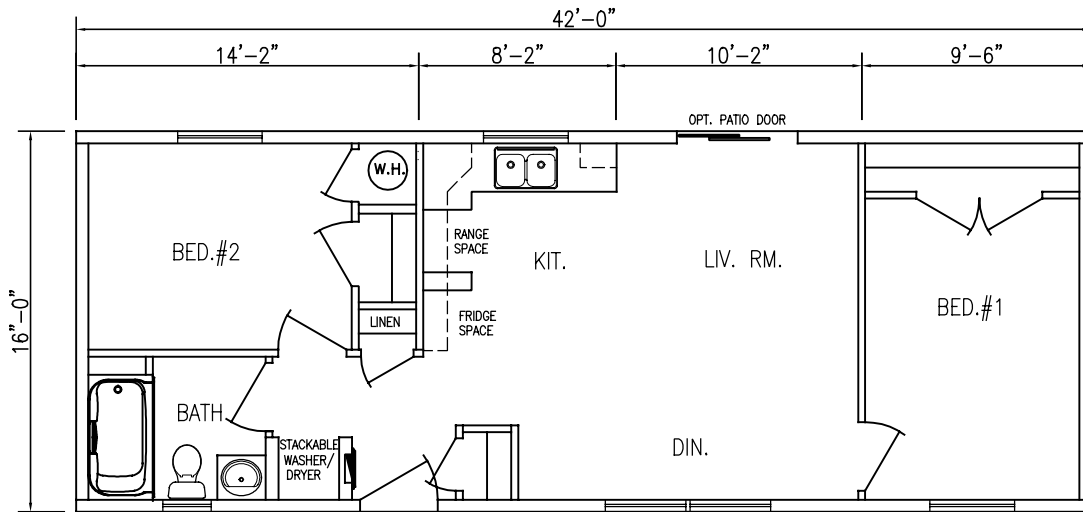 42'-0"
14'-2"
8'-2"
10'-2"
9'-6"
OPT. PATIO DOOR
16"-0"
W.H.
BED.#2
RANGE
SPACE
KIT.
LIV. RM.
BED.#1
LINEN
FRIDGE
SPACE
BATH
STACKABLE
WASHER/
DRYER
DIN.